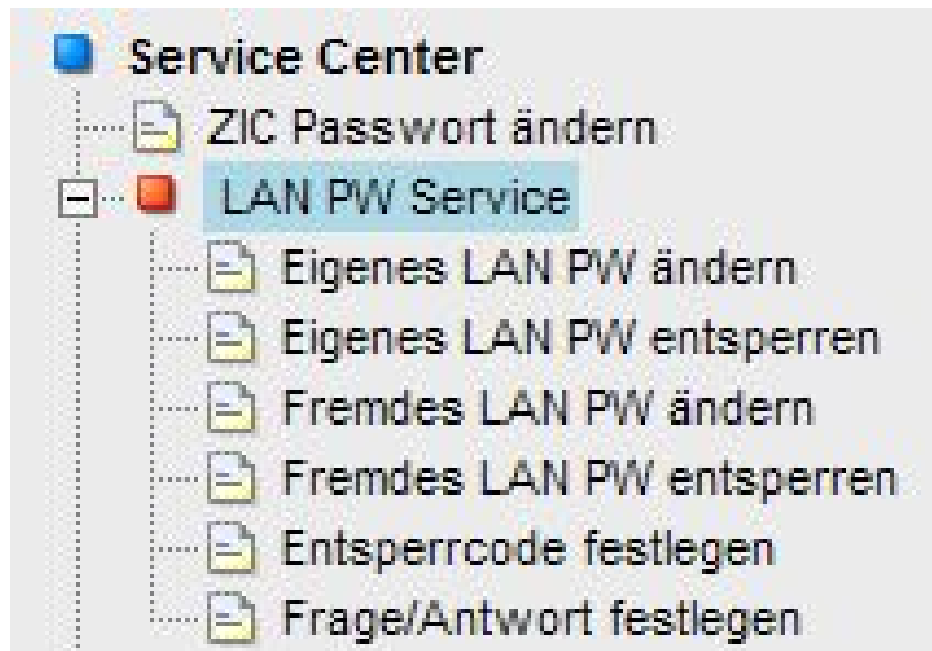 Service Center
ZIC Passwort ändern
LAN PW Service
Eigenes LAN PW ändern
Eigenes LAN PW entsperren
Fremdes LAN PW ändern
Fremdes LAN PW entsperren
Entsperrcode festlegen
Frage/Antwort festlegen